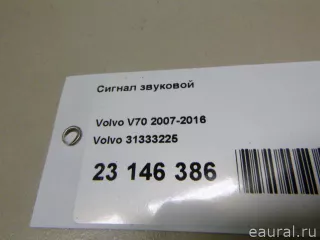 Сигнал звуковой
Volvo V70 2007-2016
Volvo 31333225
23 146 386
eaural.ru